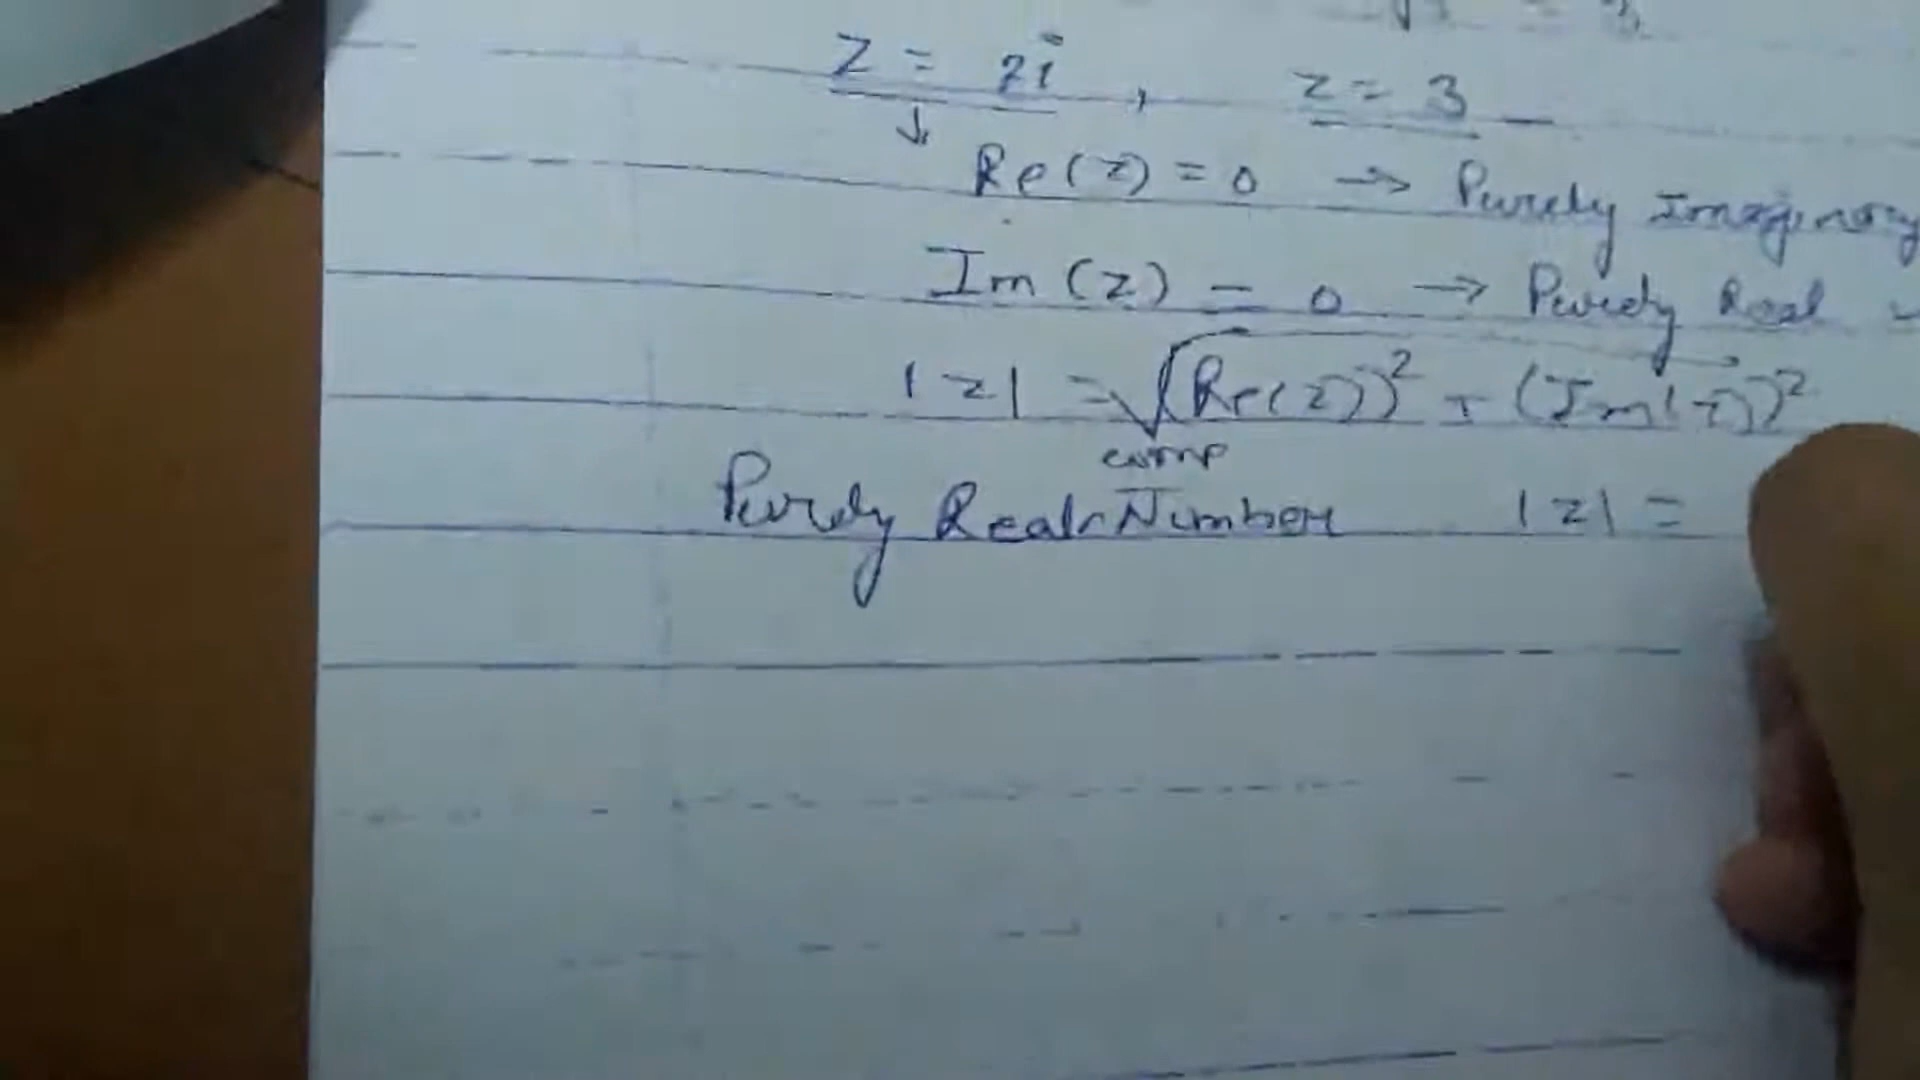 z = 2i , z = 3
↓ Re(z) = 0 → Purely Imaginary
Im (z) = 0 → Purely Real
|z| = √(Re(z))² + (Im(z))²
comp
Purely Real Number |z| =